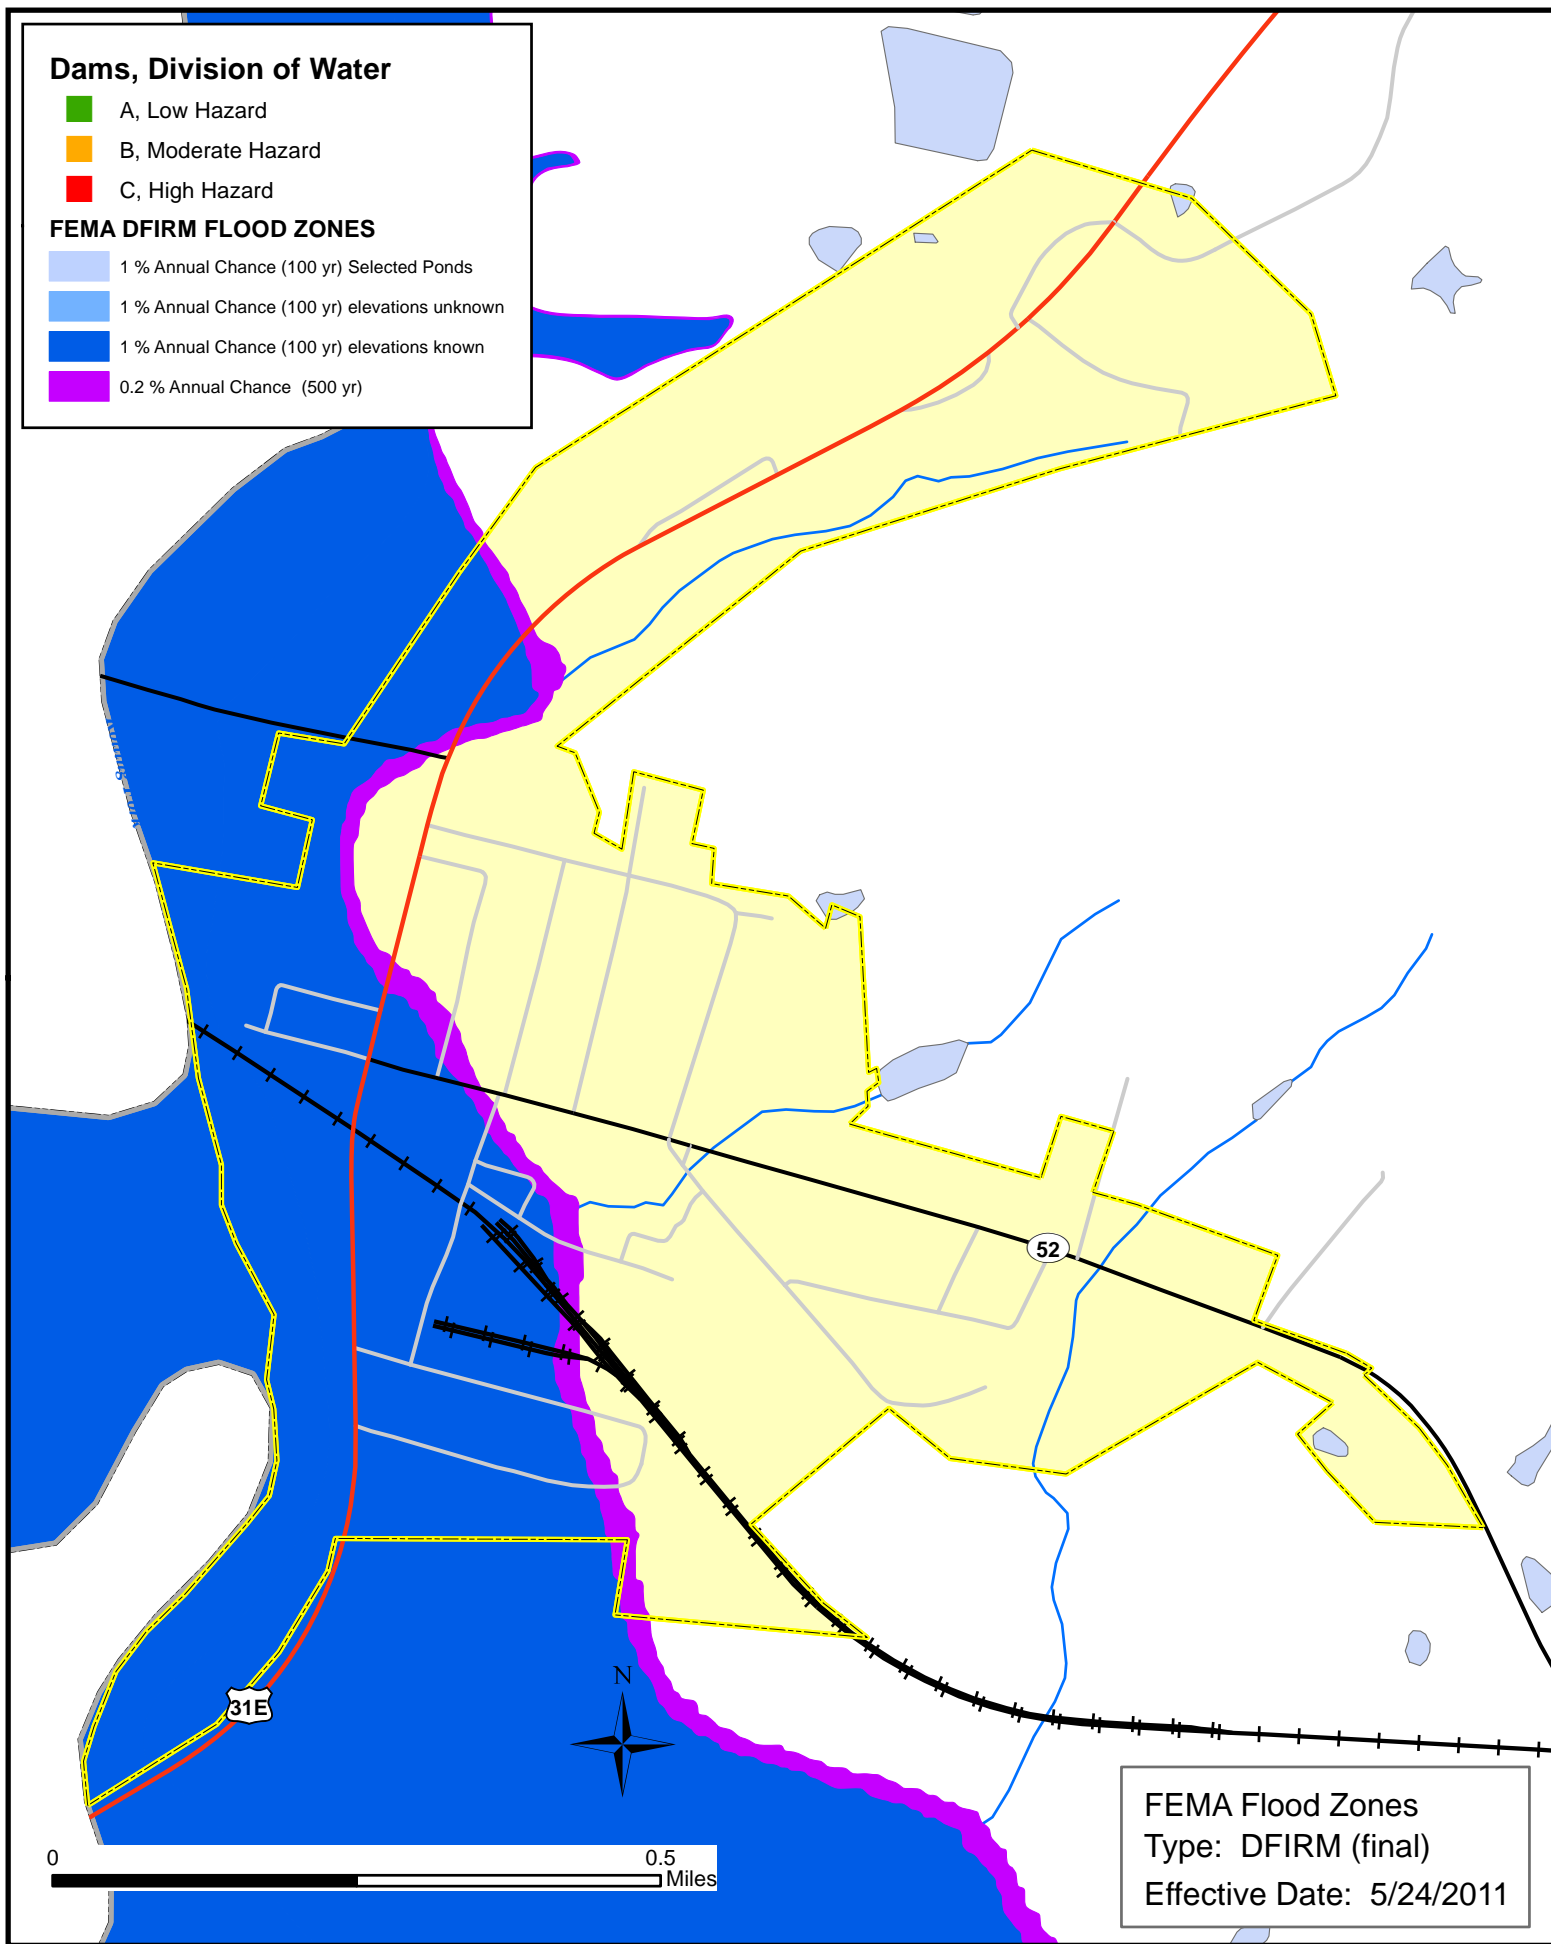 Dams, Division of Water
A, Low Hazard
B, Moderate Hazard
C, High Hazard
FEMA DFIRM FLOOD ZONES
1 % Annual Chance (100 yr) Selected Ponds
1 % Annual Chance (100 yr) elevations unknown
1 % Annual Chance (100 yr) elevations known
0.2 % Annual Chance (500 yr)
52
31E
N
0 0.5
Miles
FEMA Flood Zones
Type: DFIRM (final)
Effective Date: 5/24/2011